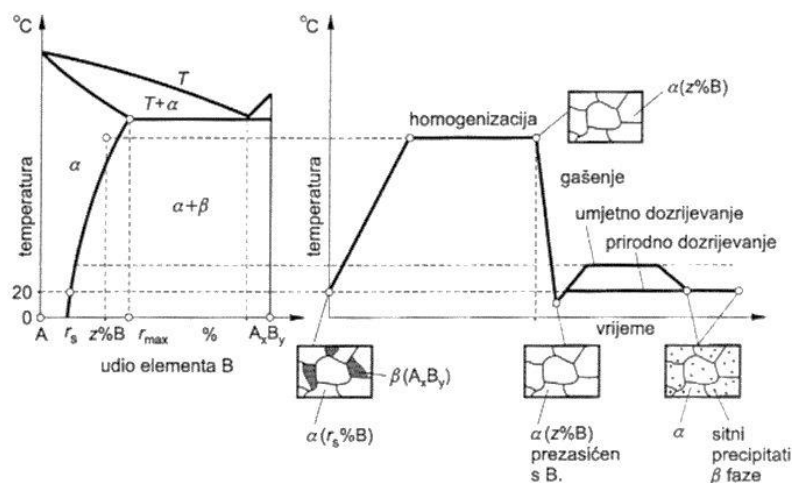 °C
T
T+α
α
α+β
temperatura
20
0
A
r_s
z%B
r_max
%
A_xB_y
udio elementa B
°C
temperatura
homogenizacija
α(z%B)
gašenje
umjetno dozrijevanje
prirodno dozrijevanje
vrijeme
β(A_xB_y)
α(r_s%B)
α(z%B)
prezasićen
s B.
α
sitni
precipitati
β faze